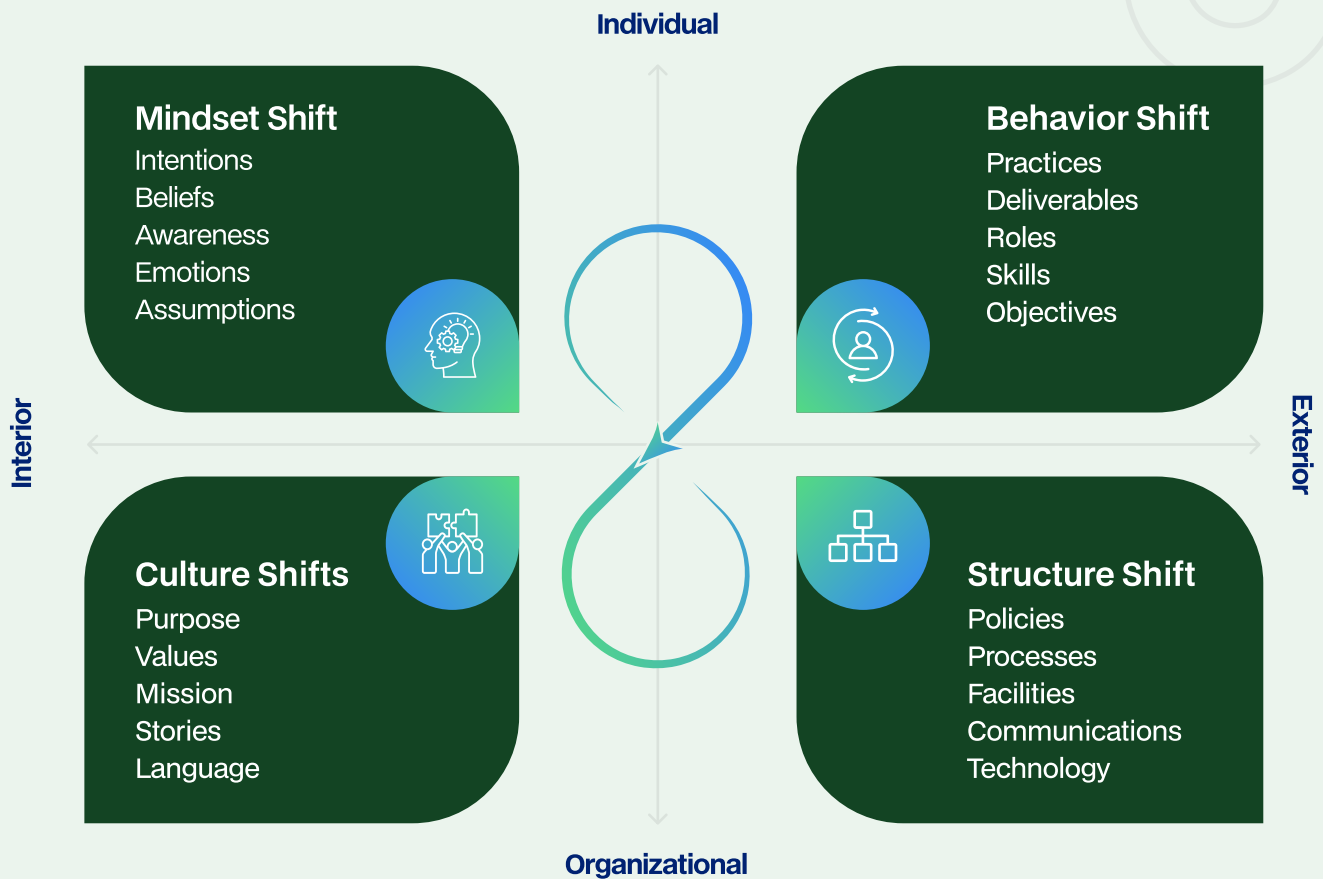 Individual
Mindset Shift
Intentions
Beliefs
Awareness
Emotions
Assumptions
Behavior Shift
Practices
Deliverables
Roles
Skills
Objectives
Interior
Exterior
Culture Shifts
Purpose
Values
Mission
Stories
Language
Structure Shift
Policies
Processes
Facilities
Communications
Technology
Organizational